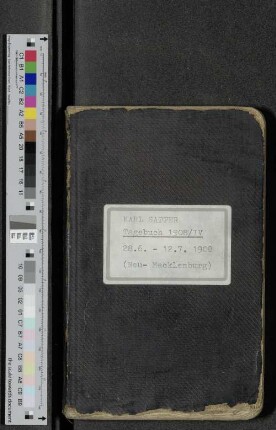 KARL SAPPER
Tagebuch 1908/IV
28.6. - 12.7. 1908
(Neu- Mecklenburg)